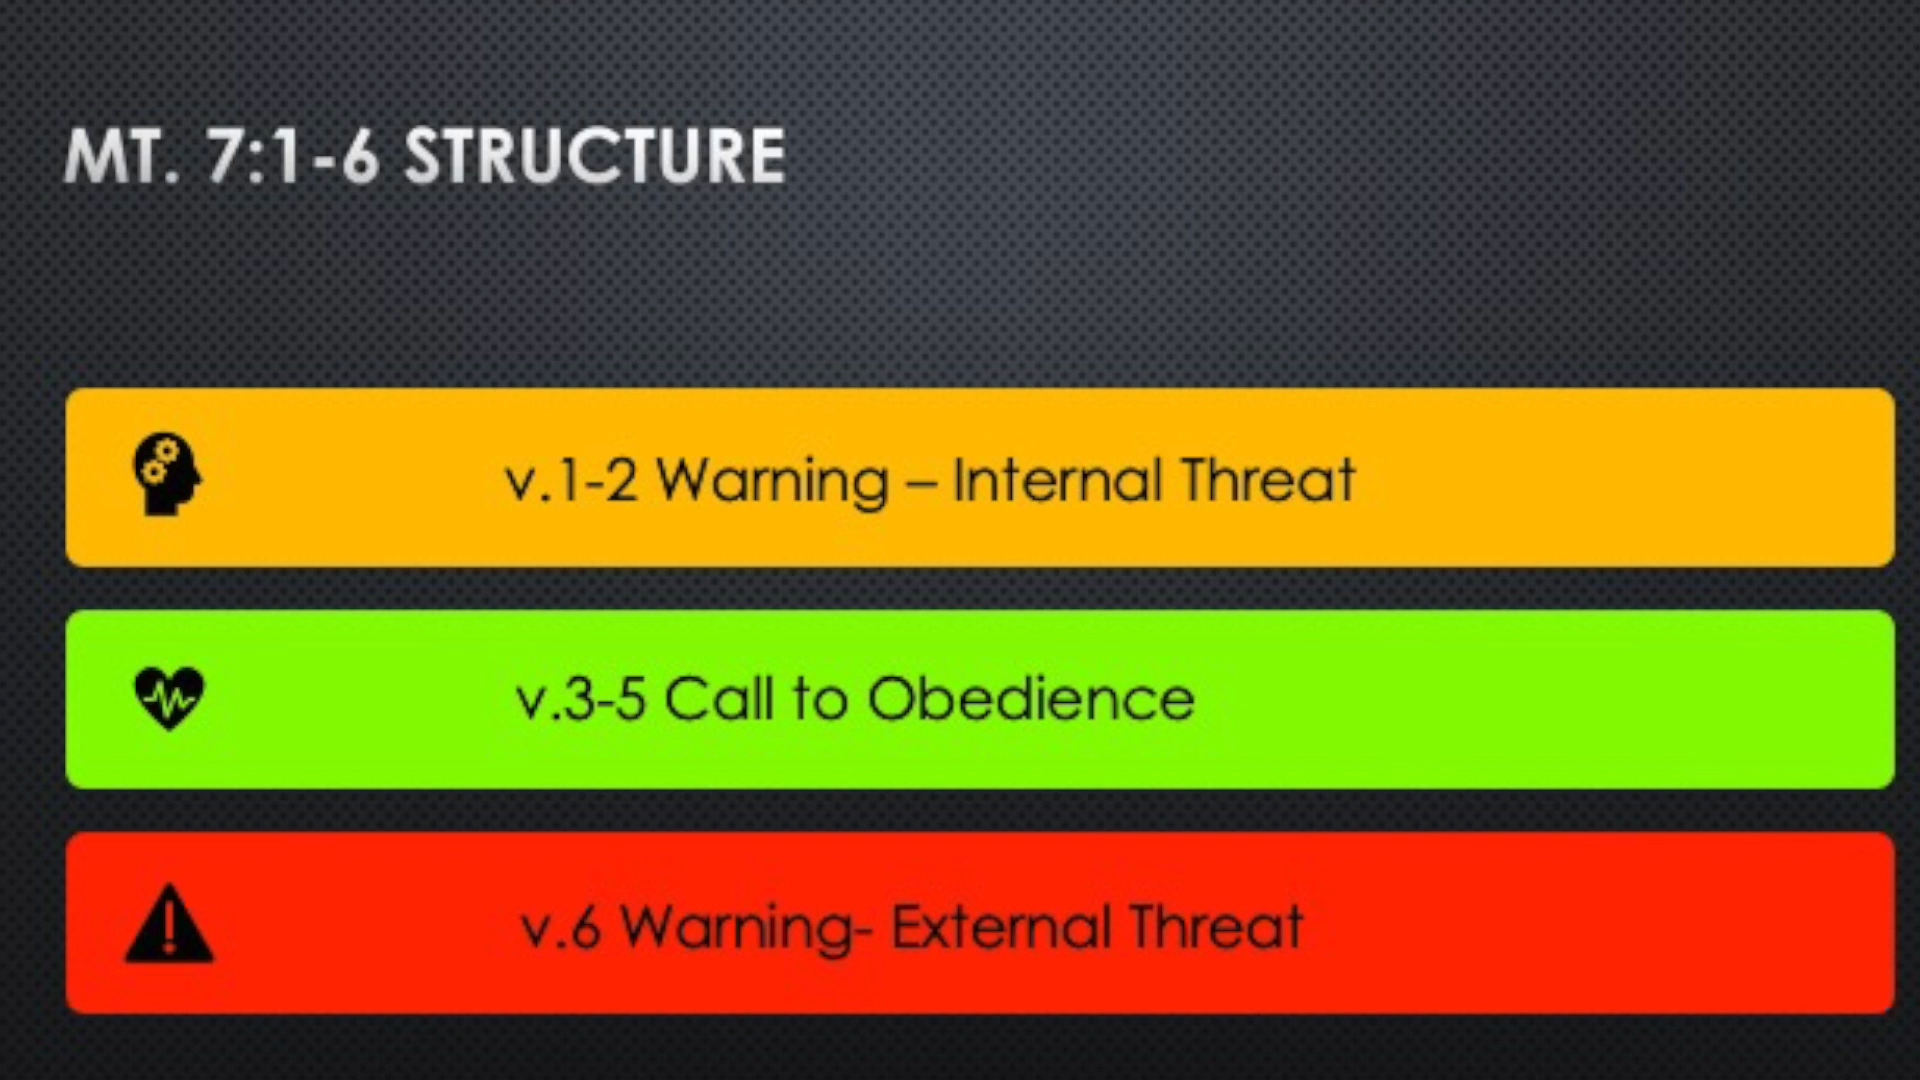 MT. 7:1-6 STRUCTURE
v.1-2 Warning – Internal Threat
v.3-5 Call to Obedience
v.6 Warning- External Threat